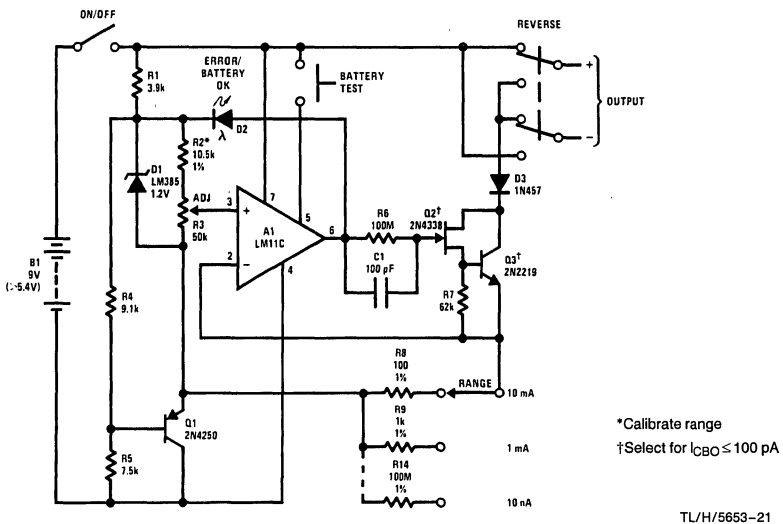 ON/OFF
REVERSE
R1
3.9k
ERROR/
BATTERY
OK
BATTERY
TEST
+
OUTPUT
−
λ
D2
R2*
10.5k
1%
D1
LM385
1.2V
ADJ
R3
50k
3
+
7
A1
LM11C
5
6
2
−
4
R6
100M
C1
100 pF
Q2†
2N4338
D3
1N457
Q3†
2N2219
R7
62k
B1
9V
(:~5.4V)
R4
9.1k
R8
100
1%
RANGE
10 mA
R9
1k
1%
1 mA
Q1
2N4250
R5
7.5k
R14
100M
1%
10 nA
*Calibrate range
†Select for ICBO ≤ 100 pA
TL/H/5653–21